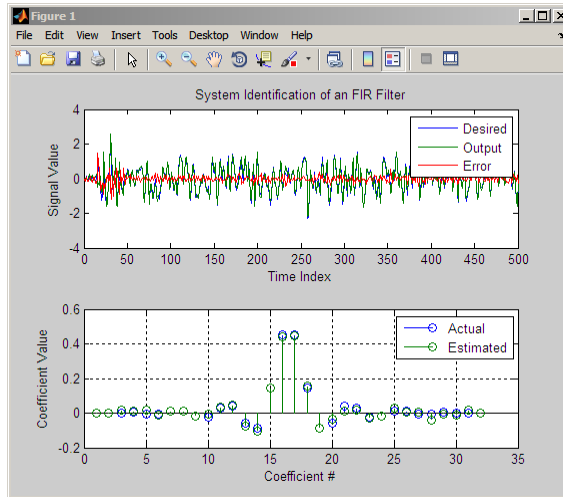 Figure 1
File Edit View Insert Tools Desktop Window Help
System Identification of an FIR Filter
Signal Value
4
2
0
-2
-4
Desired
Output
Error
0 50 100 150 200 250 300 350 400 450 500
Time Index
Coefficient Value
0.6
0.4
0.2
0
-0.2
Actual
Estimated
0 5 10 15 20 25 30 35
Coefficient #